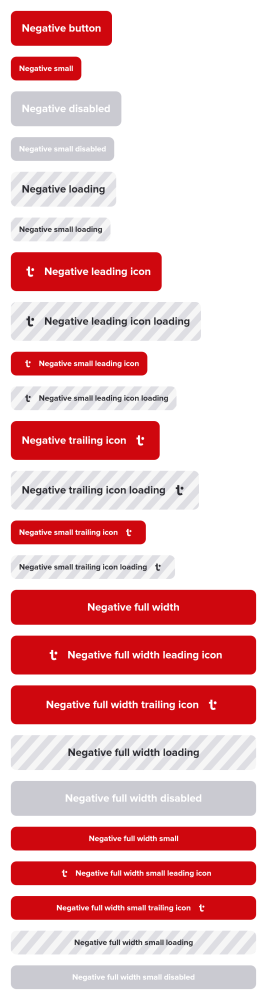 Negative button
Negative small
Negative disabled
Negative small disabled
Negative loading
Negative small loading
Negative leading icon
Negative leading icon loading
Negative small leading icon
Negative small leading icon loading
Negative trailing icon
Negative trailing icon loading
Negative small trailing icon
Negative small trailing icon loading
Negative full width
Negative full width leading icon
Negative full width trailing icon
Negative full width loading
Negative full width disabled
Negative full width small
Negative full width small leading icon
Negative full width small trailing icon
Negative full width small loading
Negative full width small disabled